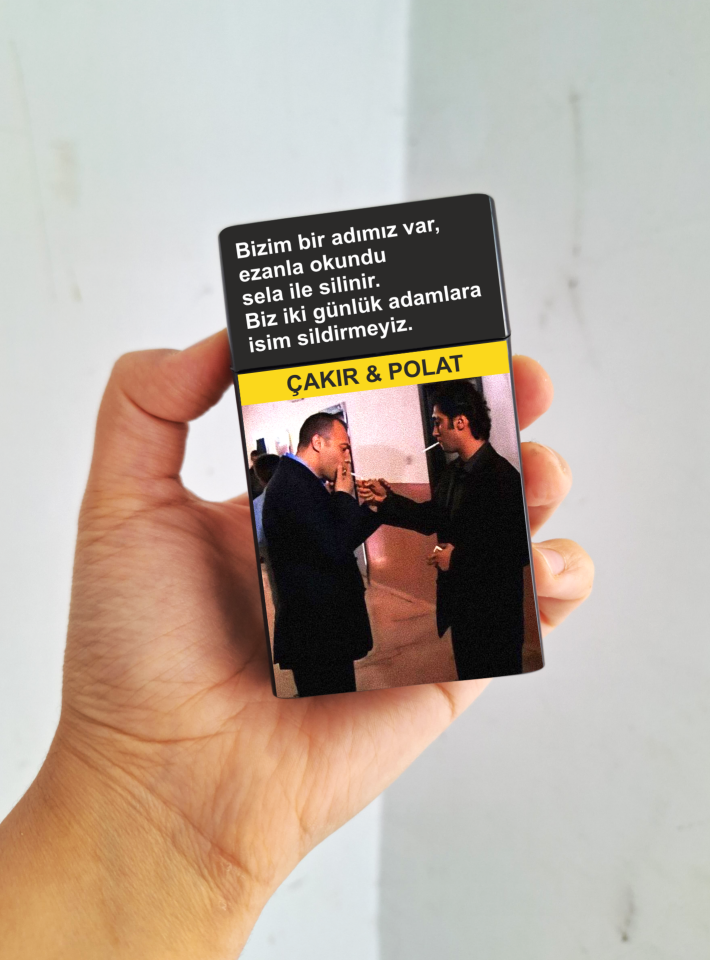 Bizim bir adımız var,
ezanla okundu
sela ile silinir.
Biz iki günlük adamlara
isim sildirmeyiz.
ÇAKIR & POLAT